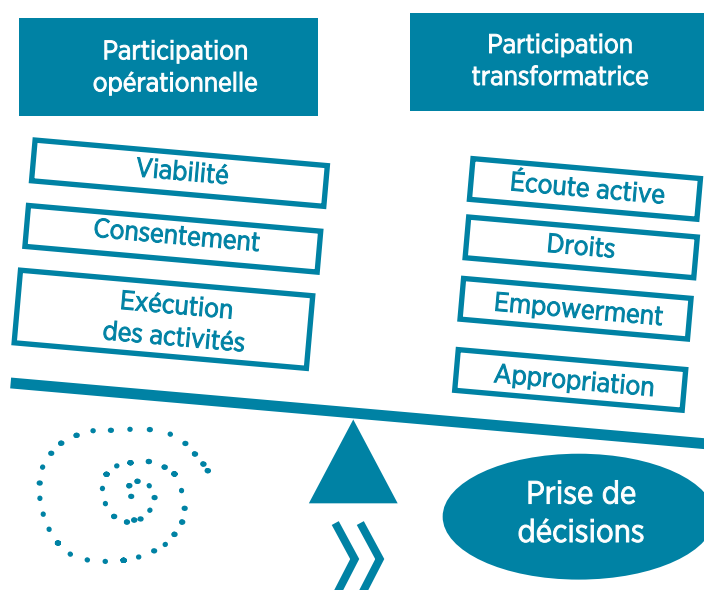 Participation
opérationnelle
Viabilité
Consentement
Exécution
des activités
Participation
transformatrice
Écoute active
Droits
Empowerment
Appropriation
Prise de
décisions